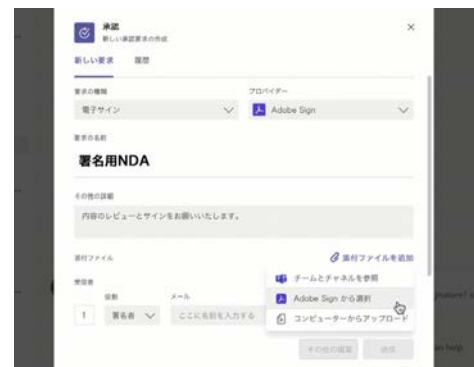 承認
新しい承認要求の作成
新しい要求 履歴
要求の種類 プロバイダー
電子サイン Adobe Sign
要求の名前
署名用NDA
その他の詳細
内容のレビューとサインをお願いいたします。
添付ファイル 添付ファイルを追加
チームとチャネルを参照
受信者
役割 メール
Adobe Sign から選択
1 署名者 ここに名前を入力する
コンピューターからアップロード
その他の編集 送信